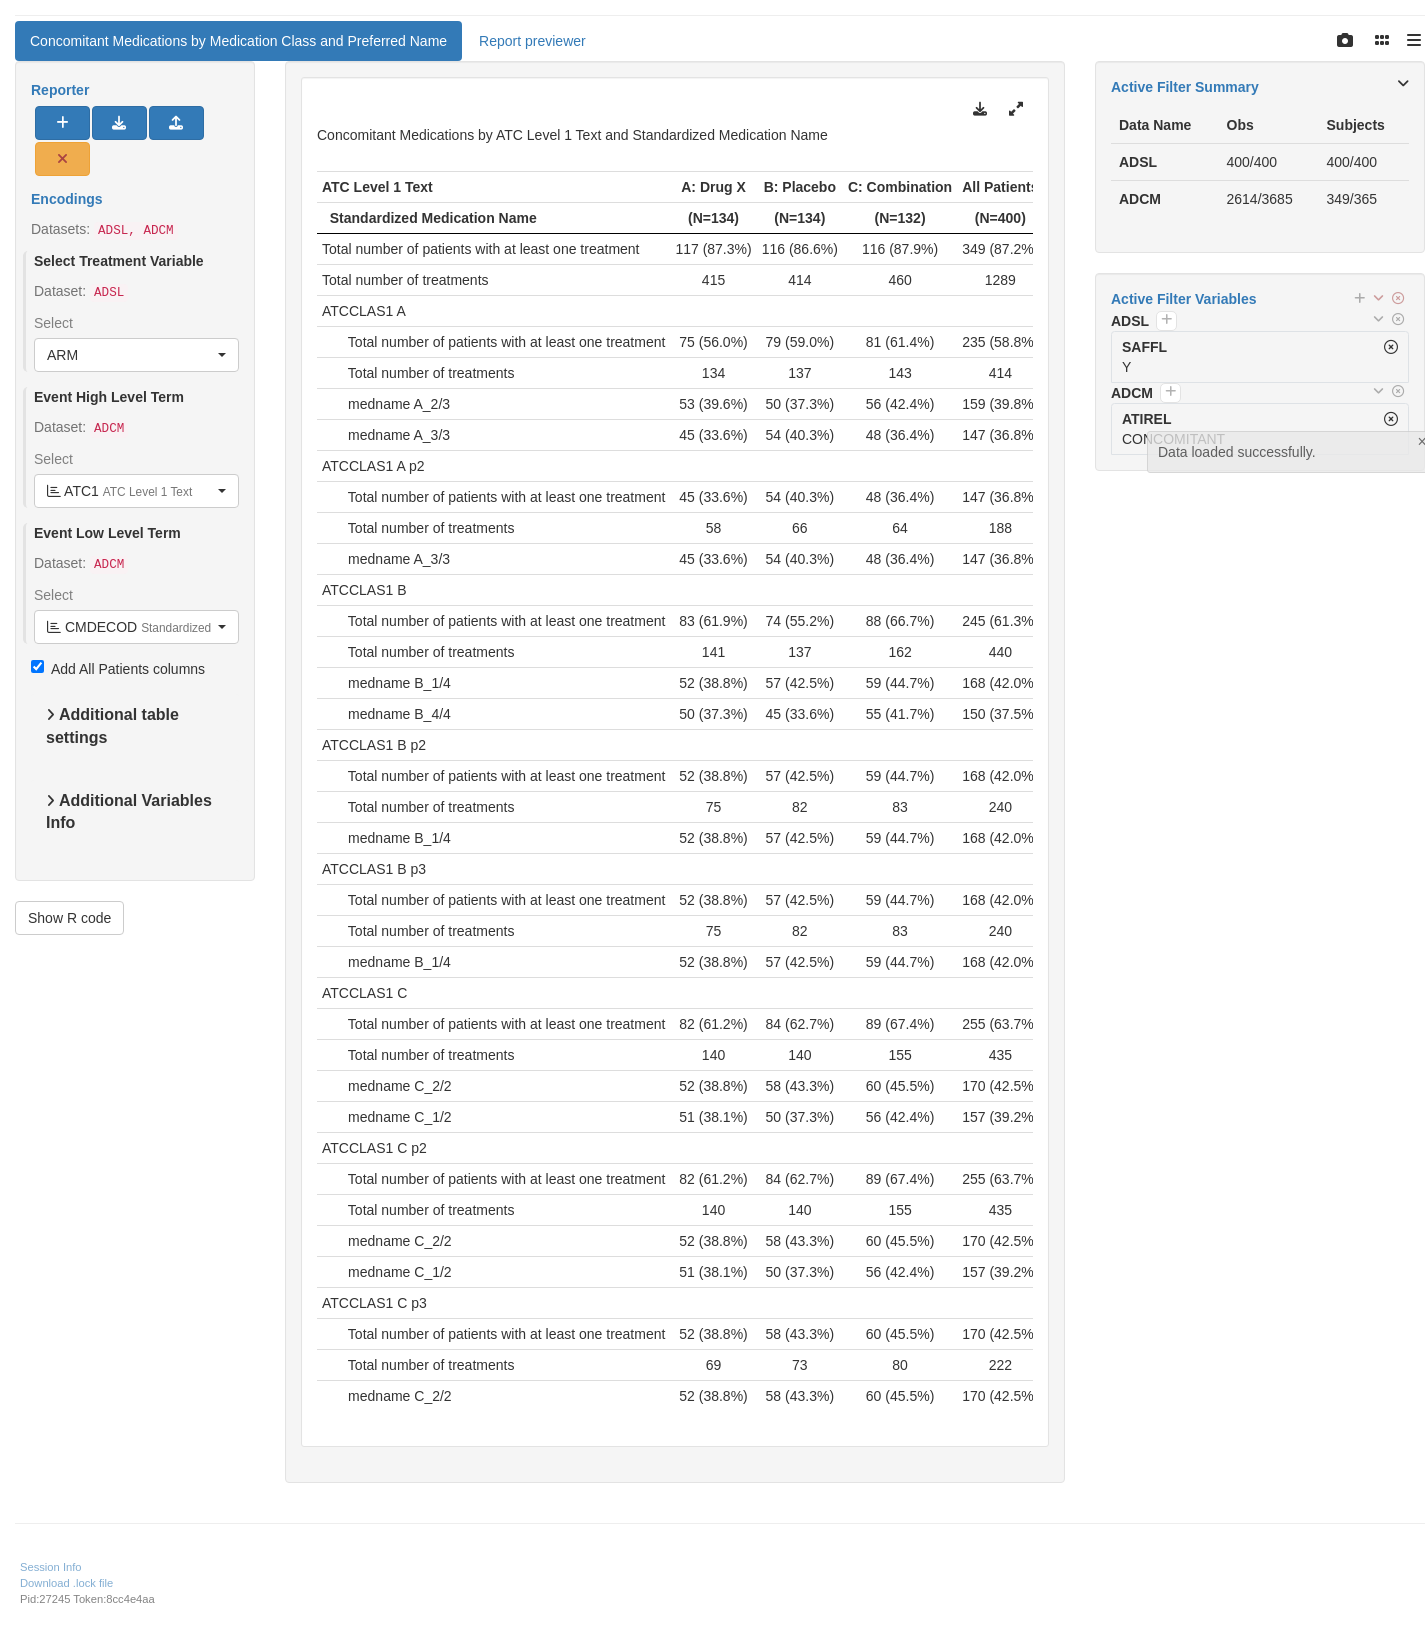 Concomitant Medications by Medication Class and Preferred Name
Report previewer
Reporter
Encodings
Datasets: ADSL, ADCM
Select Treatment Variable
Dataset: ADSL
Select
ARM
Event High Level Term
Dataset: ADCM
Select
ATC1 ATC Level 1 Text
Event Low Level Term
Dataset: ADCM
Select
CMDECOD Standardized
Add All Patients columns
Additional table
settings
Additional Variables
Info
Show R code
Concomitant Medications by ATC Level 1 Text and Standardized Medication Name
ATC Level 1 Text A: Drug X B: Placebo C: Combination All Patients
Standardized Medication Name (N=134) (N=134) (N=132) (N=400)
Total number of patients with at least one treatment 117 (87.3%) 116 (86.6%) 116 (87.9%) 349 (87.2%
Total number of treatments 415 414 460 1289
ATCCLAS1 A
Total number of patients with at least one treatment 75 (56.0%) 79 (59.0%) 81 (61.4%) 235 (58.8%
Total number of treatments 134 137 143 414
medname A_2/3 53 (39.6%) 50 (37.3%) 56 (42.4%) 159 (39.8%
medname A_3/3 45 (33.6%) 54 (40.3%) 48 (36.4%) 147 (36.8%
ATCCLAS1 A p2
Total number of patients with at least one treatment 45 (33.6%) 54 (40.3%) 48 (36.4%) 147 (36.8%
Total number of treatments 58 66 64 188
medname A_3/3 45 (33.6%) 54 (40.3%) 48 (36.4%) 147 (36.8%
ATCCLAS1 B
Total number of patients with at least one treatment 83 (61.9%) 74 (55.2%) 88 (66.7%) 245 (61.3%
Total number of treatments 141 137 162 440
medname B_1/4 52 (38.8%) 57 (42.5%) 59 (44.7%) 168 (42.0%
medname B_4/4 50 (37.3%) 45 (33.6%) 55 (41.7%) 150 (37.5%
ATCCLAS1 B p2
Total number of patients with at least one treatment 52 (38.8%) 57 (42.5%) 59 (44.7%) 168 (42.0%
Total number of treatments 75 82 83 240
medname B_1/4 52 (38.8%) 57 (42.5%) 59 (44.7%) 168 (42.0%
ATCCLAS1 B p3
Total number of patients with at least one treatment 52 (38.8%) 57 (42.5%) 59 (44.7%) 168 (42.0%
Total number of treatments 75 82 83 240
medname B_1/4 52 (38.8%) 57 (42.5%) 59 (44.7%) 168 (42.0%
ATCCLAS1 C
Total number of patients with at least one treatment 82 (61.2%) 84 (62.7%) 89 (67.4%) 255 (63.7%
Total number of treatments 140 140 155 435
medname C_2/2 52 (38.8%) 58 (43.3%) 60 (45.5%) 170 (42.5%
medname C_1/2 51 (38.1%) 50 (37.3%) 56 (42.4%) 157 (39.2%
ATCCLAS1 C p2
Total number of patients with at least one treatment 82 (61.2%) 84 (62.7%) 89 (67.4%) 255 (63.7%
Total number of treatments 140 140 155 435
medname C_2/2 52 (38.8%) 58 (43.3%) 60 (45.5%) 170 (42.5%
medname C_1/2 51 (38.1%) 50 (37.3%) 56 (42.4%) 157 (39.2%
ATCCLAS1 C p3
Total number of patients with at least one treatment 52 (38.8%) 58 (43.3%) 60 (45.5%) 170 (42.5%
Total number of treatments 69 73 80 222
medname C_2/2 52 (38.8%) 58 (43.3%) 60 (45.5%) 170 (42.5%
Active Filter Summary
Data Name Obs Subjects
ADSL 400/400 400/400
ADCM 2614/3685 349/365
Active Filter Variables
ADSL
SAFFL
Y
ADCM
ATIREL
CONCOMITANT
Data loaded successfully.
Session Info
Download .lock file
Pid:27245 Token:8cc4e4aa